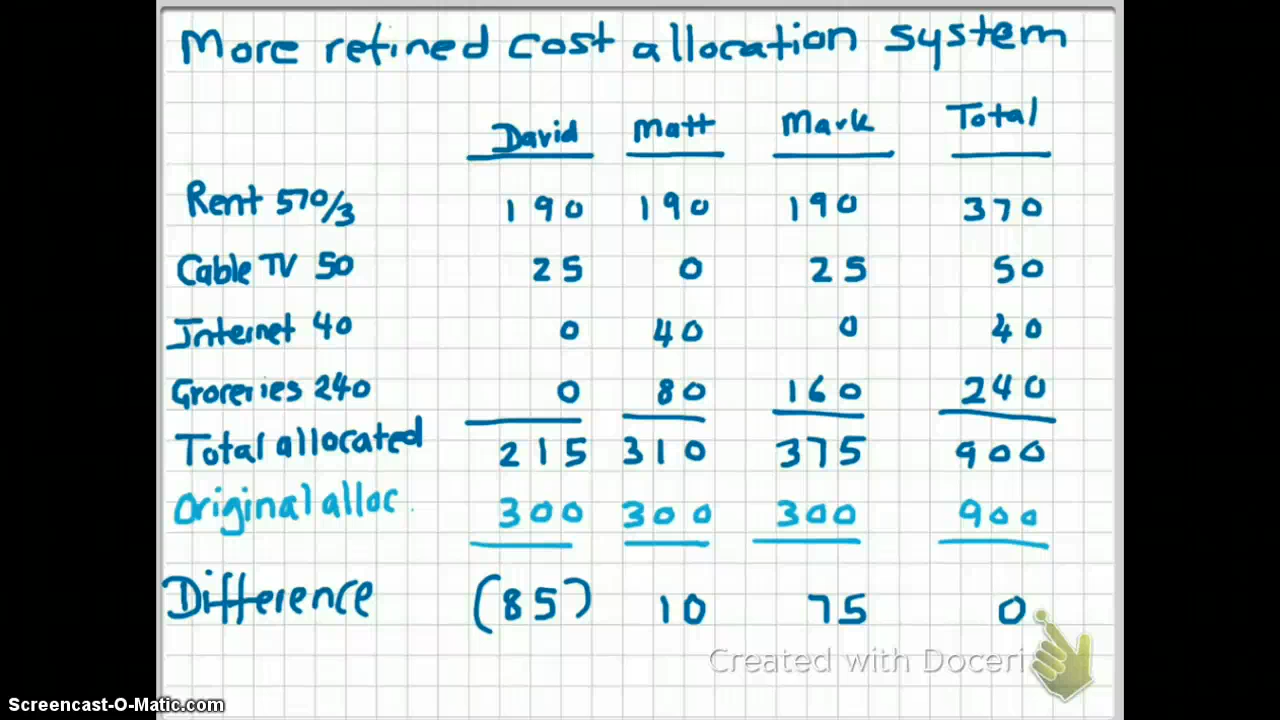 More refined cost allocation system
David Matt Mark Total
Rent 570/3 190 190 190 370
Cable TV 50 25 0 25 50
Internet 40 0 40 0 40
Groceries 240 0 80 160 240
Total allocated 215 310 375 900
Original alloc. 300 300 300 900
Difference (85) 10 75 0
Created with Doceri
Screencast-O-Matic.com